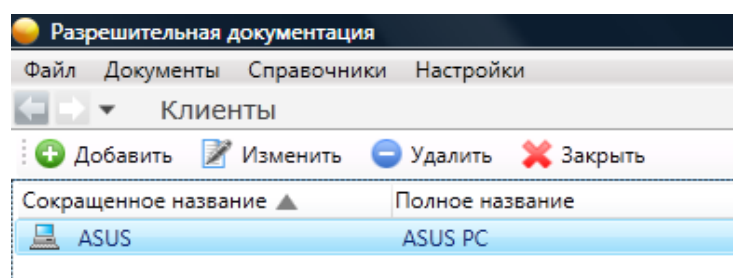 Разрешительная документация
Файл Документы Справочники Настройки
Клиенты
Добавить Изменить Удалить Закрыть
Сокращенное название Полное название
ASUS ASUS PC